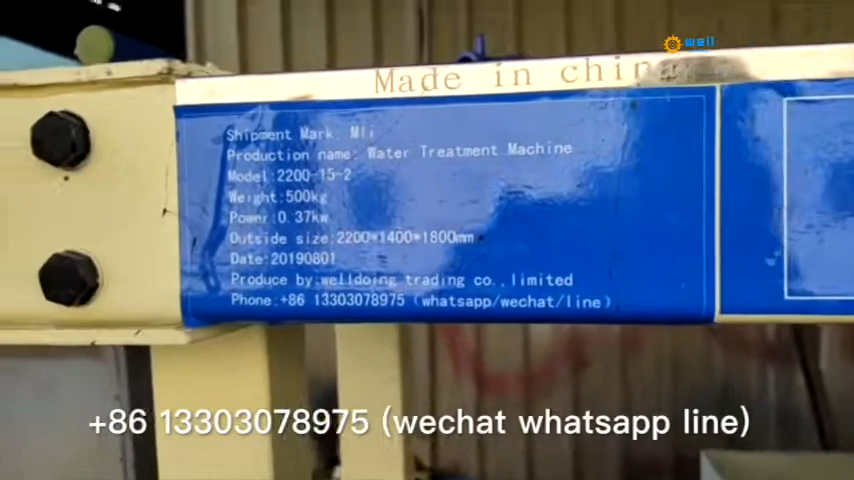 well
Made in china
Shipment Mark: Mli
Production name: Water Treatment Machine
Model:2200-15-2
Weight:500kg
Power:0.37kw
Outside size:2200*1400*1800mm
Date:20190801
Produce by:welldoing trading co.,limited
Phone:+86 13303078975 (whatsapp/wechat/line)
+86 13303078975 (wechat whatsapp line)